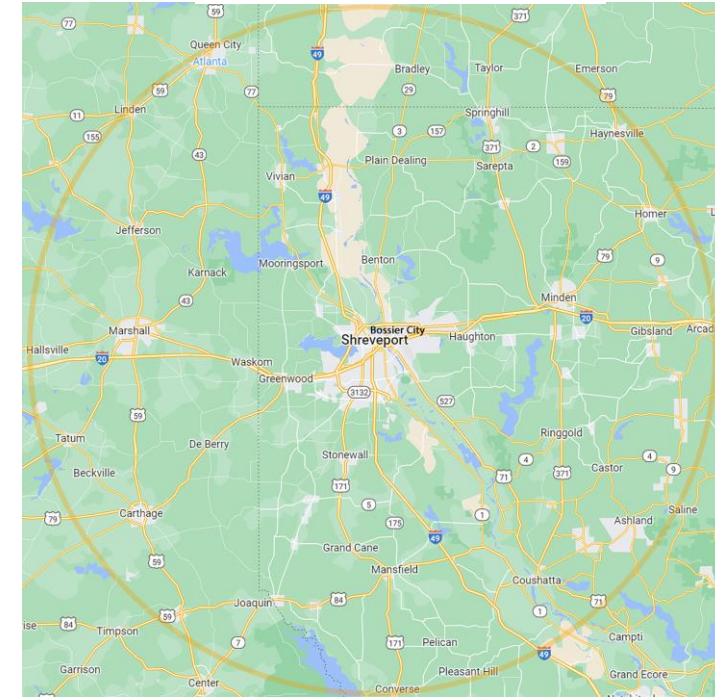 59
371
77
Queen City
49
Atlanta
Bradley
Taylor
Emerson
59
77
29
79
Linden
11
Springhill
155
3
157
Haynesville
371
2
43
Plain Dealing
159
Sarepta
Vivian
49
Homer
Jefferson
79
Benton
9
Mooringsport
Karnack
43
Minden
20
Marshall
Bossier City
Gibsland
Arcad
Shreveport
Haughton
Hallsville
20
Waskom
Greenwood
3132
527
59
Ringgold
Tatum
De Berry
Stonewall
4
4
Castor
9
Beckville
71
371
171
5
Saline
Carthage
1
79
175
Ashland
49
59
Grand Cane
Mansfield
Coushatta
Joaquin
84
71
59
1
ise
84
Timpson
Campti
7
171
Pelican
49
Garrison
Pleasant Hill
Grand Ecore
Center
Converse